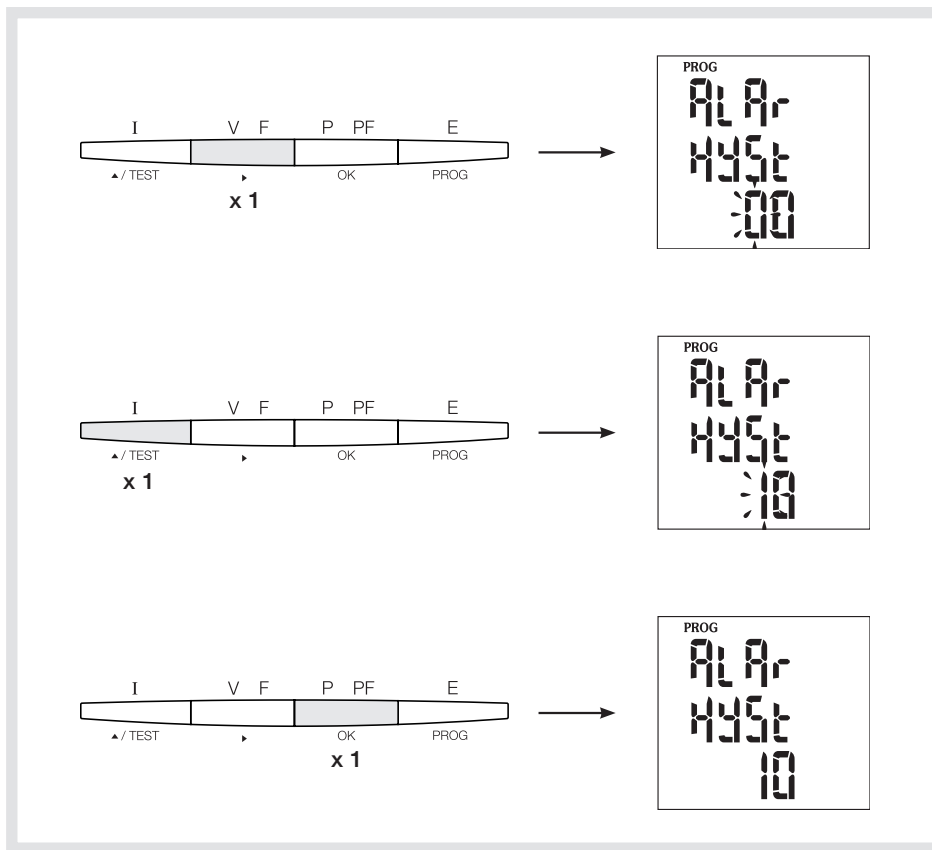 I V F P PF E
▲ / TEST ▸ OK PROG
x 1
PROG
ALAr
HYSt
00
I V F P PF E
▲ / TEST ▸ OK PROG
x 1
PROG
ALAr
HYSt
10
I V F P PF E
▲ / TEST ▸ OK PROG
x 1
PROG
ALAr
HYSt
10